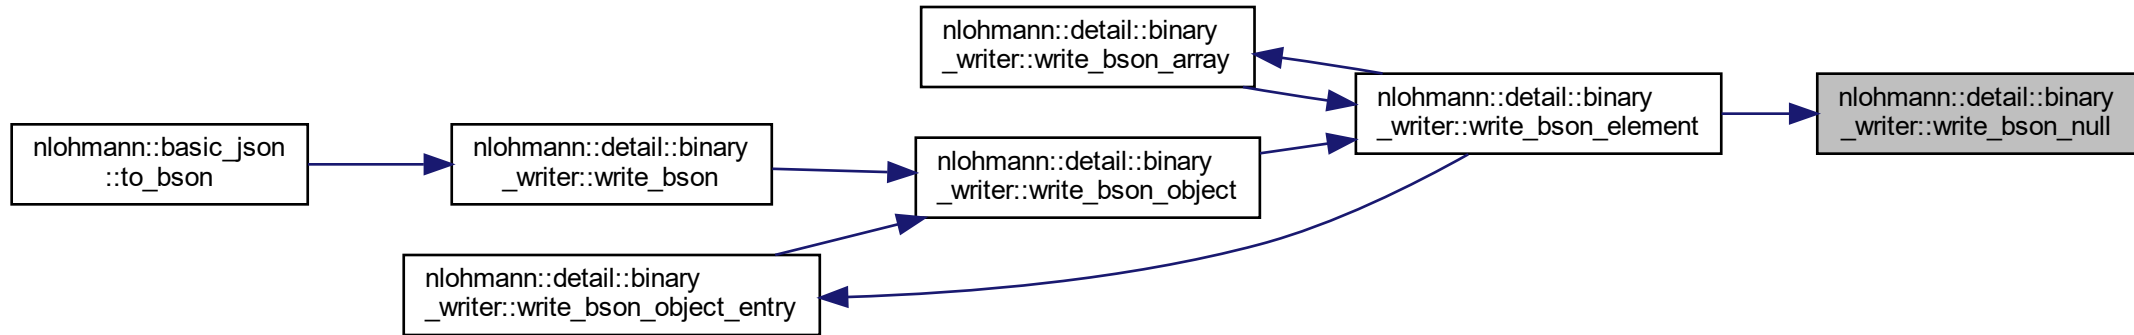 nlohmann::basic_json
::to_bson
nlohmann::detail::binary
_writer::write_bson
nlohmann::detail::binary
_writer::write_bson_array
nlohmann::detail::binary
_writer::write_bson_object
nlohmann::detail::binary
_writer::write_bson_object_entry
nlohmann::detail::binary
_writer::write_bson_element
nlohmann::detail::binary
_writer::write_bson_null